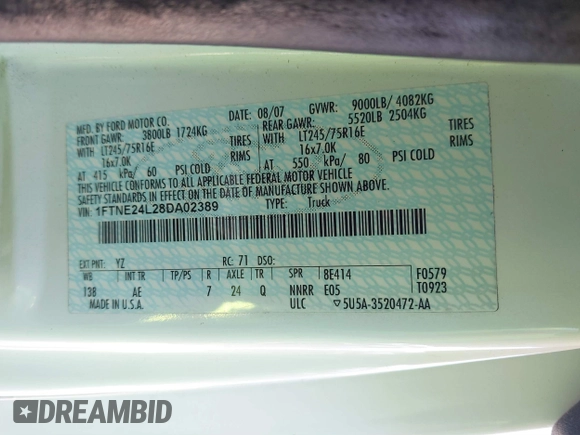 MFD. BY FORD MOTOR CO.
DATE: 08/07 GVWR: 9000LB/ 4082KG
FRONT GAWR: 3800LB 1724KG
REAR GAWR: 5520LB 2504KG
WITH LT245/75R16E TIRES
WITH LT245/75R16E TIRES
16x7.0K RIMS
16x7.0K RIMS
AT 415 kPa/ 60 PSI COLD
AT 550 kPa/ 80 PSI COLD
THIS VEHICLE CONFORMS TO ALL APPLICABLE FEDERAL MOTOR VEHICLE
SAFETY STANDARDS IN EFFECT ON THE DATE OF MANUFACTURE SHOWN ABOVE.
VIN: 1FTNE24L28DA02389
TYPE: Truck
EXT PNT: YZ RC: 71 DSO:
WB INT TR TP/PS R AXLE TR SPR 8E414 F0579
138 AE 7 24 Q NNRR E05 T0923
MADE IN U.S.A. ULC ▽5U5A-3520472-AA
DREAMBID